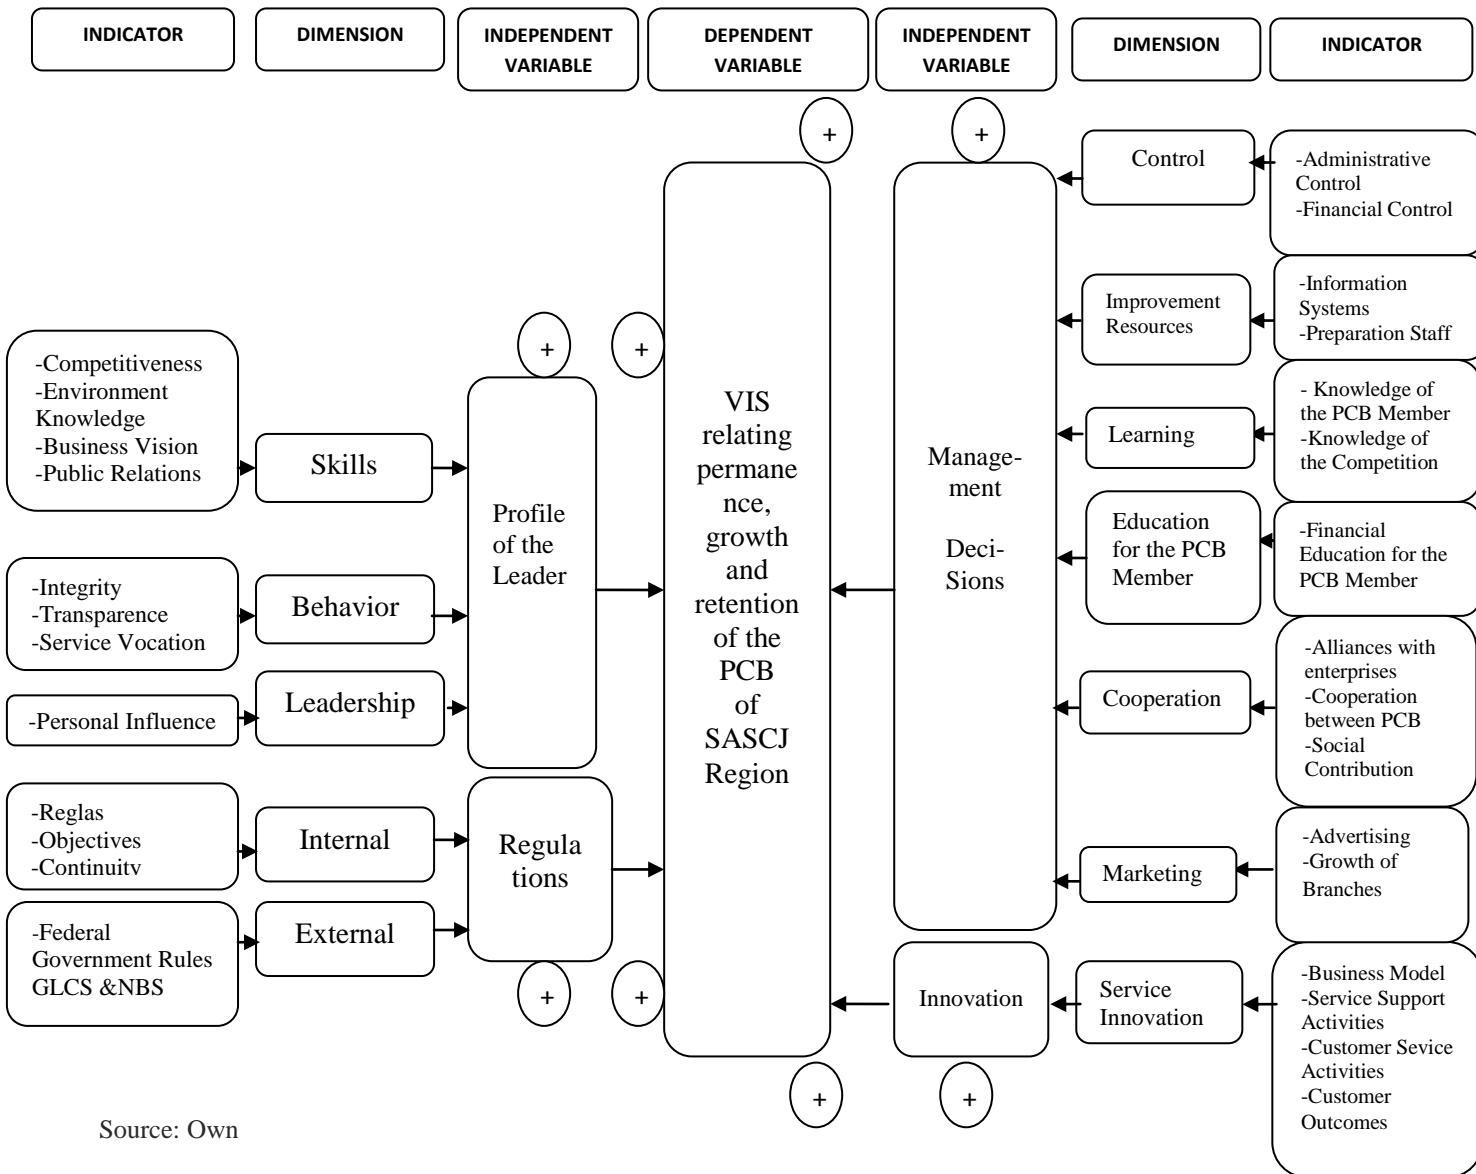 INDICATOR
DIMENSION
INDEPENDENT
VARIABLE
DEPENDENT
VARIABLE
INDEPENDENT
VARIABLE
DIMENSION
INDICATOR
+
+
+
+
-Competitiveness
-Environment
Knowledge
-Business Vision
-Public Relations
Skills
-Integrity
-Transparence
-Service Vocation
Behavior
-Personal Influence
Leadership
Profile
of the
Leader
-Reglas
-Objectives
-Continuity
Internal
-Federal
Government Rules
GLCS &NBS
External
Regula
tions
+
+
VIS
relating
permane
nce,
growth
and
retention
of the
PCB
of
SASCJ
Region
Manage-
ment
Deci-
Sions
Control
-Administrative
Control
-Financial Control
Improvement
Resources
-Information
Systems
-Preparation Staff
Learning
- Knowledge of
the PCB Member
-Knowledge of
the Competition
Education
for the PCB
Member
-Financial
Education for the
PCB Member
Cooperation
-Alliances with
enterprises
-Cooperation
between PCB
-Social
Contribution
Marketing
-Advertising
-Growth of
Branches
Innovation
Service
Innovation
-Business Model
-Service Support
Activities
-Customer Sevice
Activities
-Customer
Outcomes
+
+
Source: Own